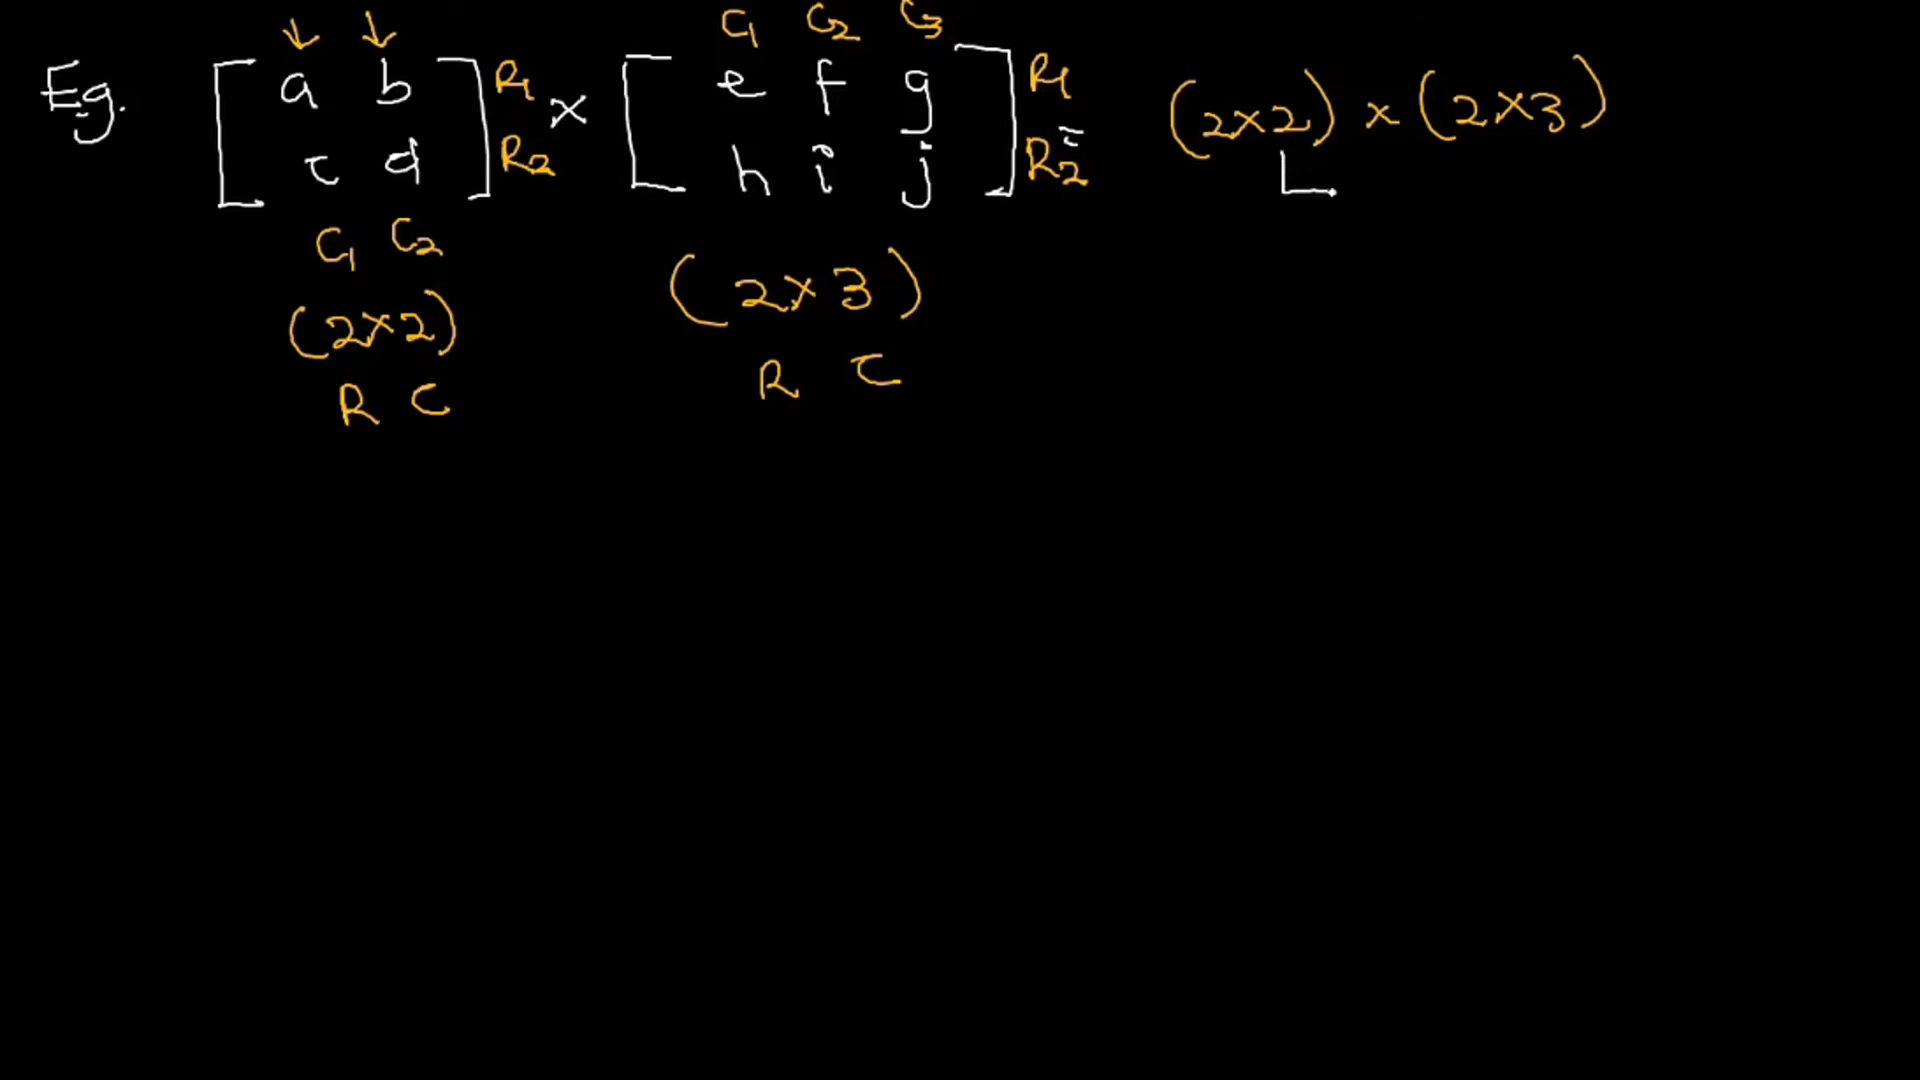 ↓ ↓ C1 C2 C3
Eg. [ a b ] R1 × [ e f g ] R1 (2×2) × (2×3)
[ c d ] R2 [ h i j ] R2
C1 C2
(2×2) (2×3)
R C R C